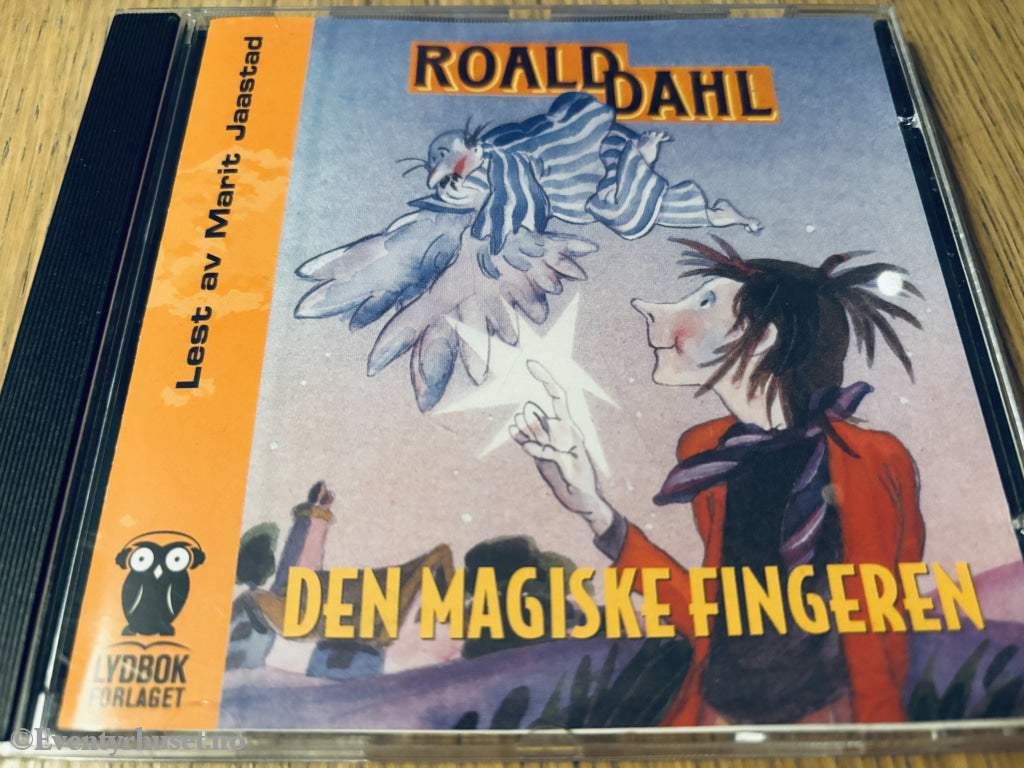 ROALD DAHL
Lest av Marit Jaastad
DEN MAGISKE FINGEREN
LYDBOK
FORLAGET
©Eventyrhuset.no